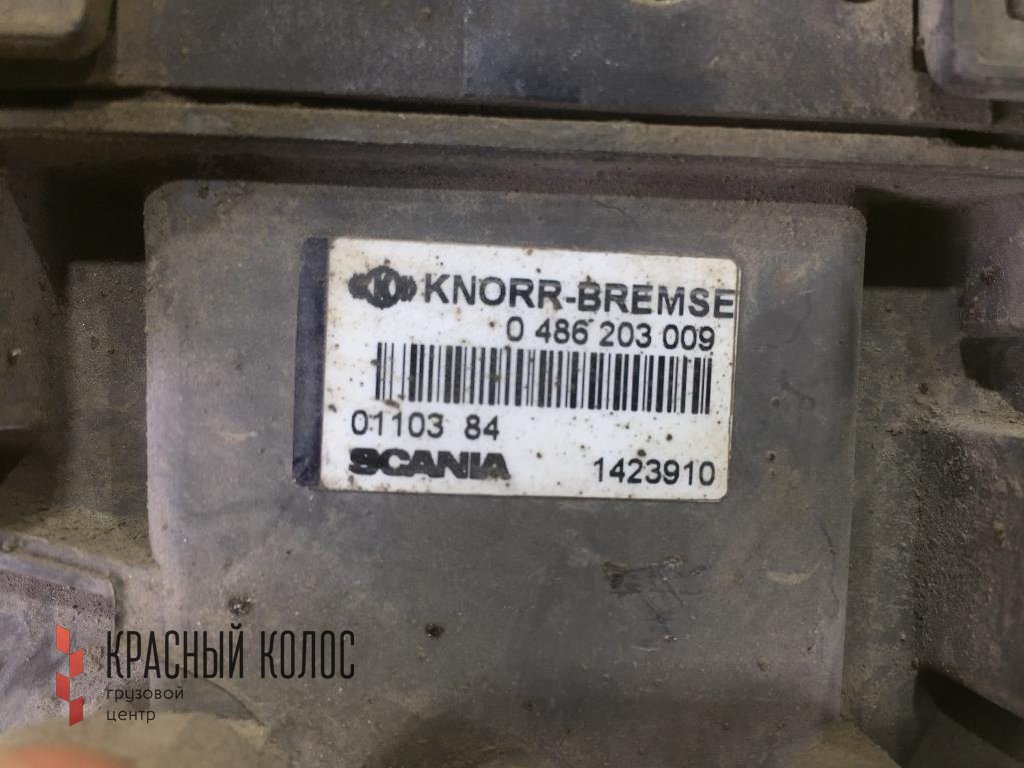 KNORR-BREMSE
0 486 203 009
01103 84
SCANIA 1423910
КРАСНЫЙ КОЛОС
грузовой
центр